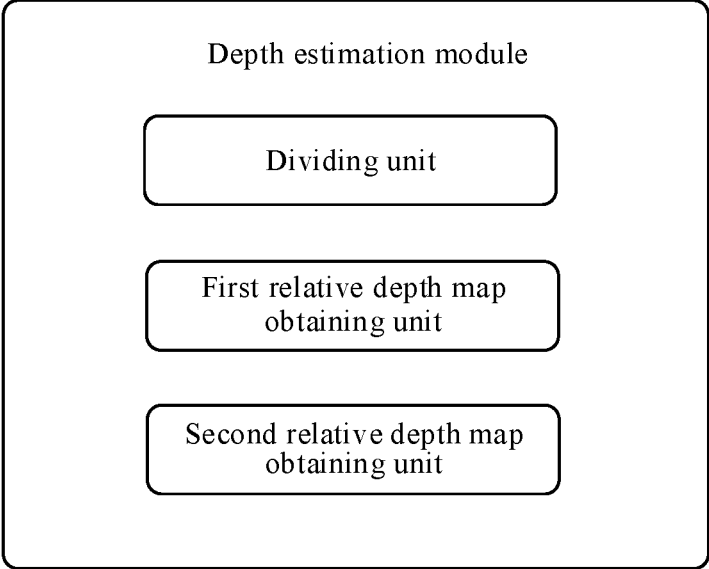 Depth estimation module
Dividing unit
First relative depth map
obtaining unit
Second relative depth map
obtaining unit